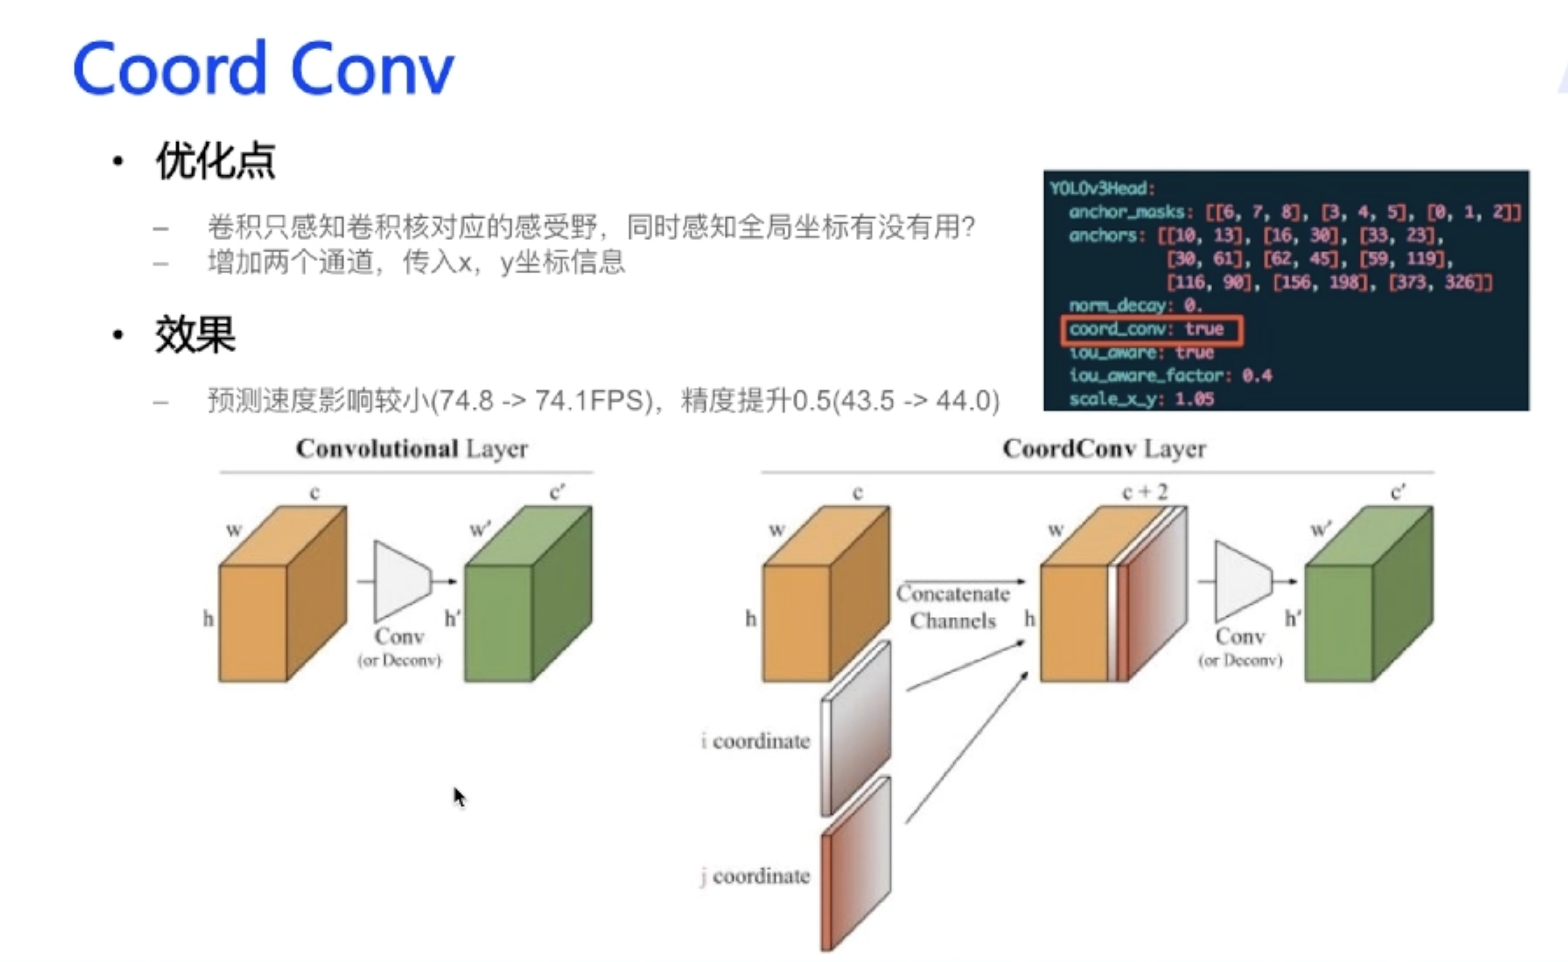 Coord Conv
• 优化点
– 卷积只感知卷积核对应的感受野，同时感知全局坐标有没有用？
– 增加两个通道，传入x，y坐标信息
• 效果
– 预测速度影响较小(74.8 -> 74.1FPS)，精度提升0.5(43.5 -> 44.0)
YOLOv3Head:
anchor_masks: [[6, 7, 8], [3, 4, 5], [0, 1, 2]]
anchors: [[10, 13], [16, 30], [33, 23],
[30, 61], [62, 45], [59, 119],
[116, 90], [156, 198], [373, 326]]
norm_decay: 0.
coord_conv: true
iou_aware: true
iou_aware_factor: 0.4
scale_x_y: 1.05
Convolutional Layer
c
w
h
Conv
(or Deconv)
c′
w′
h′
CoordConv Layer
c
w
h
i coordinate
j coordinate
Concatenate
Channels
c + 2
w
h
Conv
(or Deconv)
c′
w′
h′